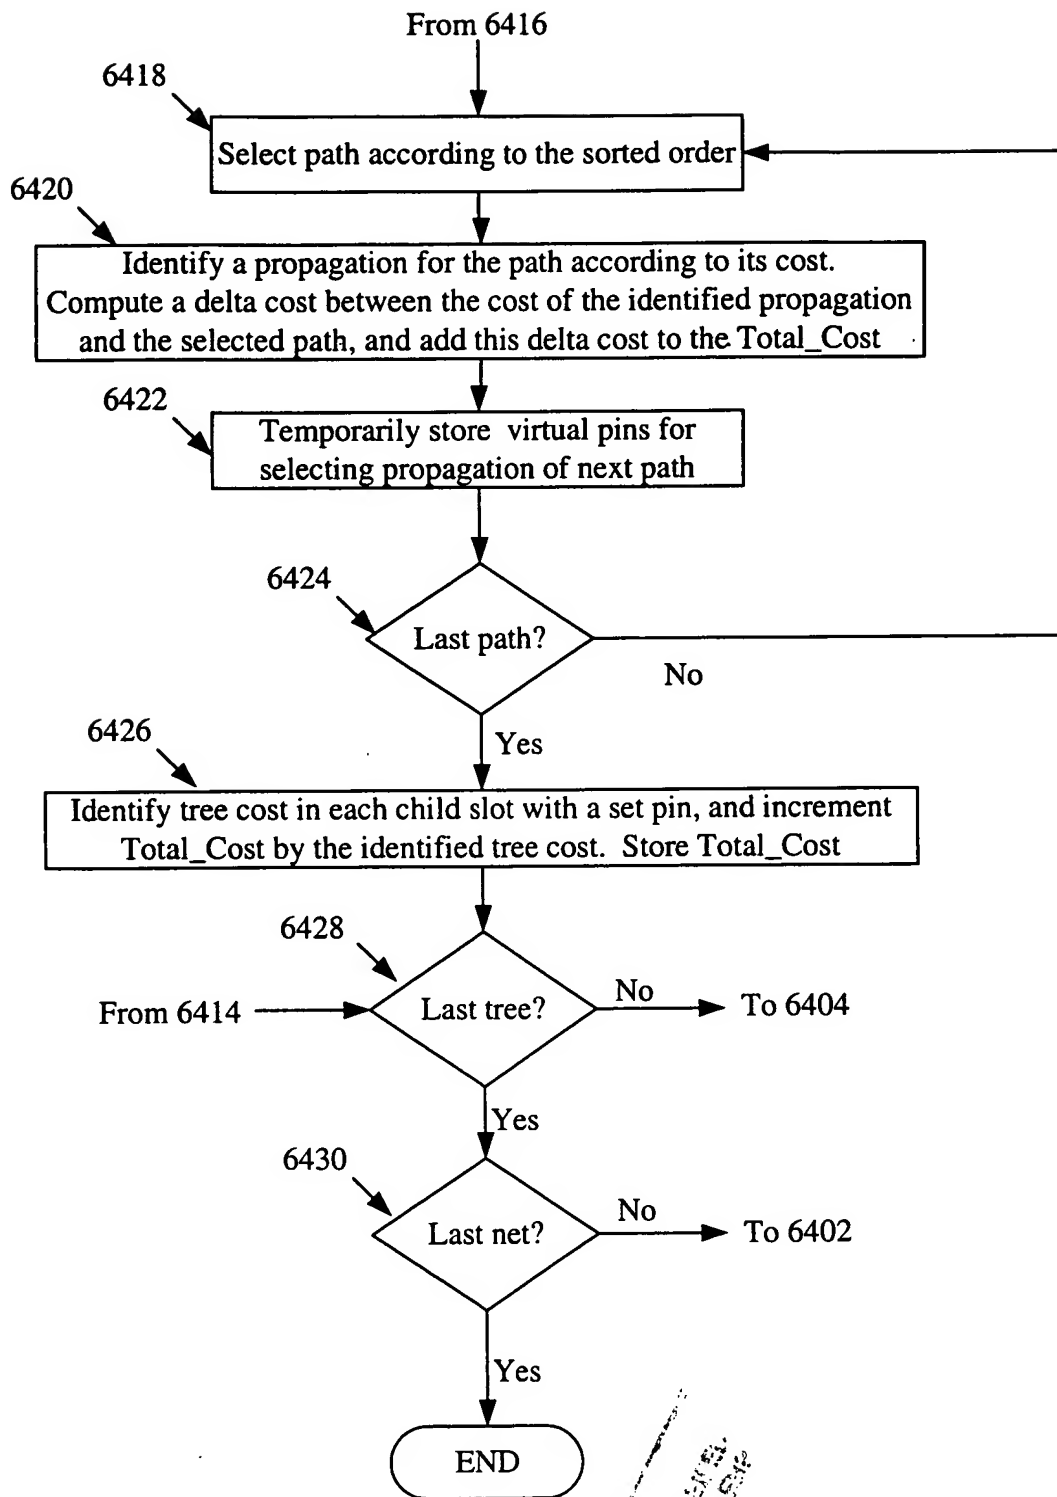 From 6416
6418
Select path according to the sorted order
6420
Identify a propagation for the path according to its cost.
Compute a delta cost between the cost of the identified propagation
and the selected path, and add this delta cost to the Total_Cost
6422
Temporarily store virtual pins for
selecting propagation of next path
6424
Last path?
No
Yes
6426
Identify tree cost in each child slot with a set pin, and increment
Total_Cost by the identified tree cost. Store Total_Cost
6428
From 6414
Last tree?
No
To 6404
Yes
6430
Last net?
No
To 6402
Yes
END